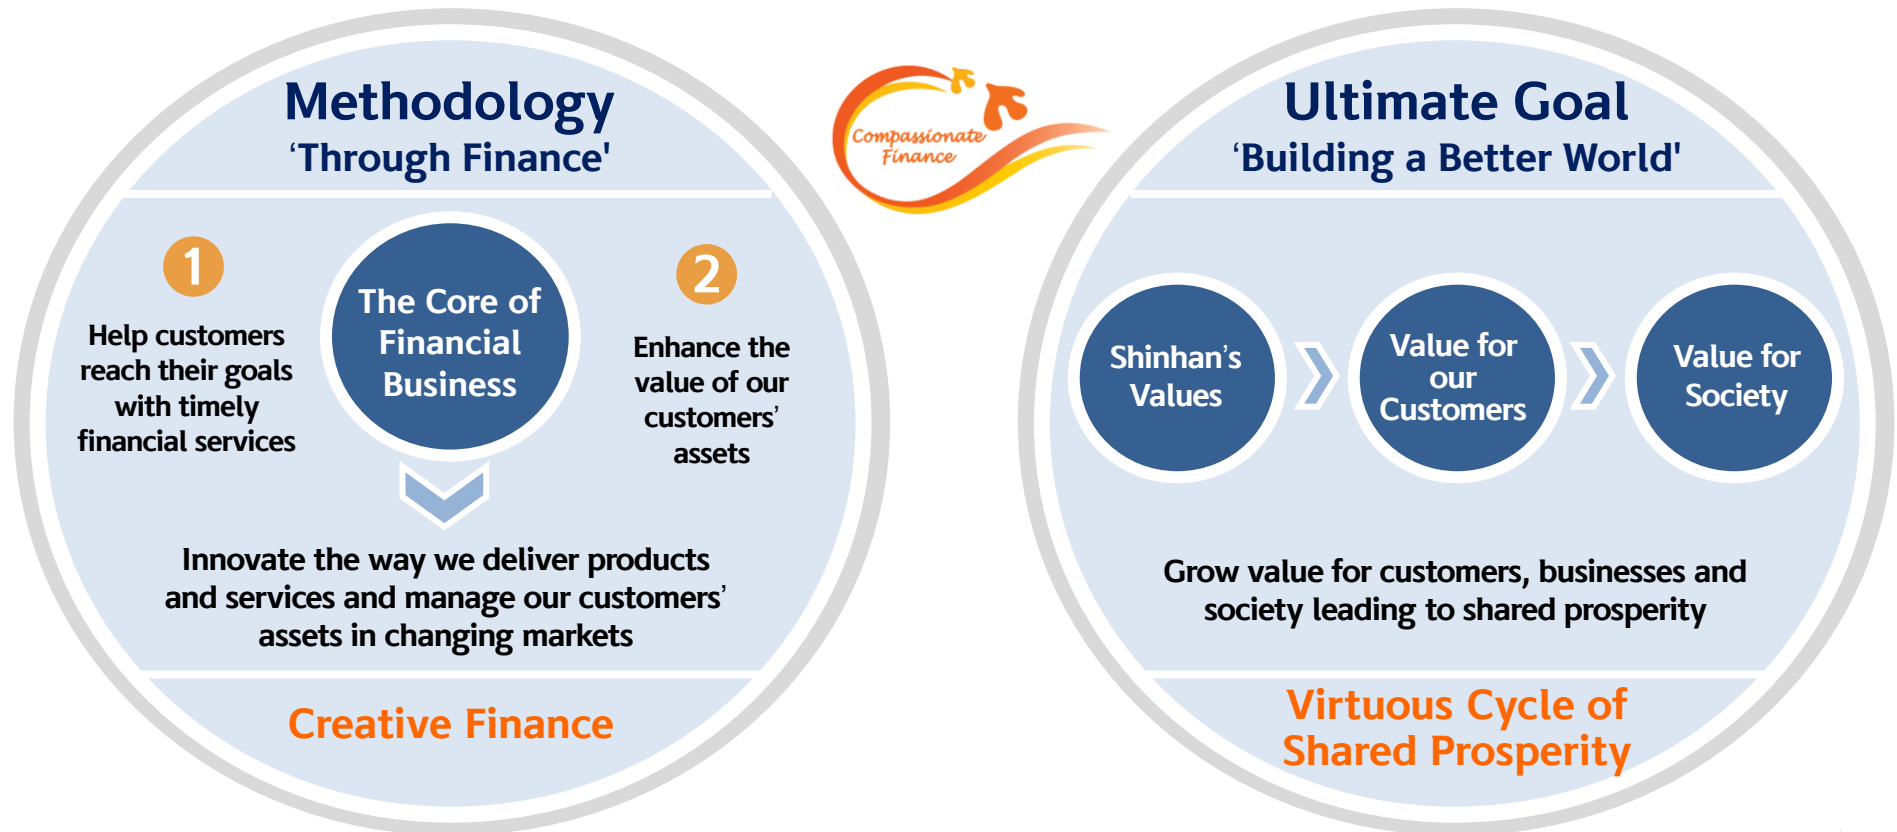 Methodology
‘Through Finance'
1
Help customers
reach their goals
with timely
financial services
The Core of
Financial
Business
2
Enhance the
value of our
customers’
assets
Innovate the way we deliver products
and services and manage our customers’
assets in changing markets
Creative Finance
Compassionate
Finance
Ultimate Goal
‘Building a Better World'
Shinhan’s
Values
Value for
our
Customers
Value for
Society
Grow value for customers, businesses and
society leading to shared prosperity
Virtuous Cycle of
Shared Prosperity